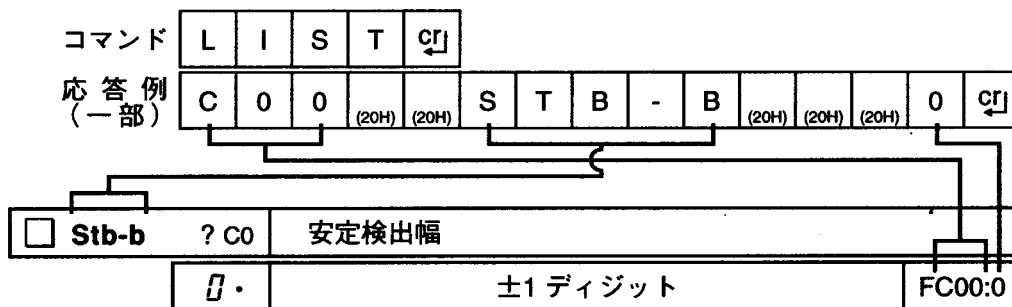 コマンド L I S T cr
応答例 C 0 0 (20H) (20H) S T B - B (20H) (20H) (20H) 0 cr
(一部)
Stb-b ? C0 安定検出幅
0・ ±1 ディジット FC00:0